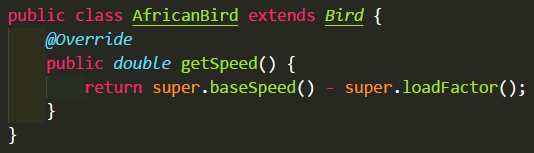 public class AfricanBird extends Bird {
    @Override
    public double getSpeed() {
        return super.baseSpeed() - super.loadFactor();
    }
}